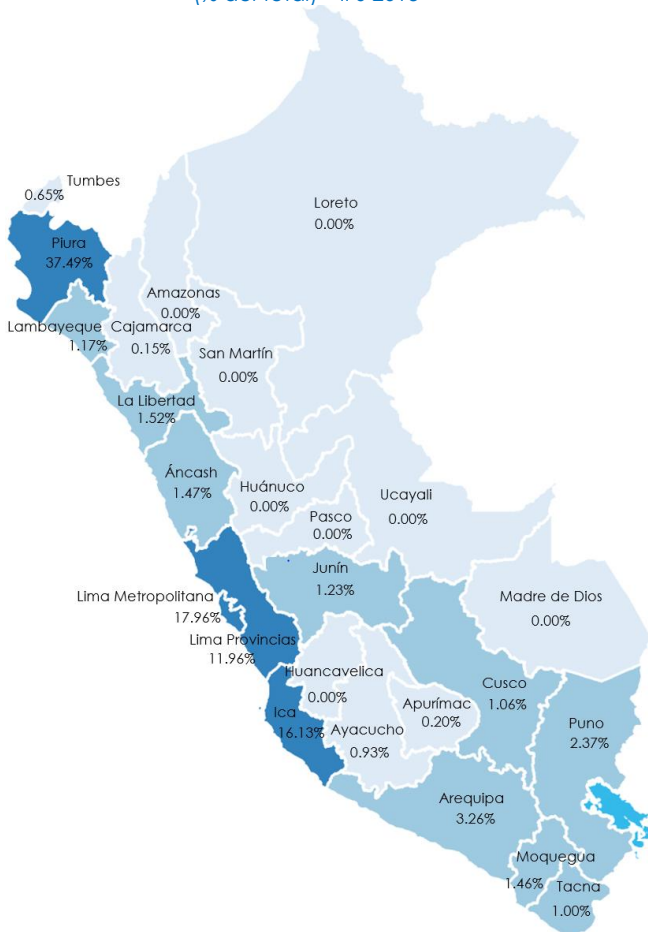 Tumbes
0.65%
Loreto
0.00%
Piura
37.49%
Amazonas
0.00%
Lambayeque
1.17%
Cajamarca
0.15%
San Martín
0.00%
La Libertad
1.52%
Áncash
1.47%
Huánuco
0.00%
Ucayali
0.00%
Pasco
0.00%
Junín
1.23%
Lima Metropolitana
17.96%
Madre de Dios
0.00%
Lima Provincias
11.96%
Huancavelica
0.00%
Cusco
1.06%
Apurímac
0.20%
Ica
16.13%
Ayacucho
0.93%
Puno
2.37%
Arequipa
3.26%
Moquegua
1.46%
Tacna
1.00%